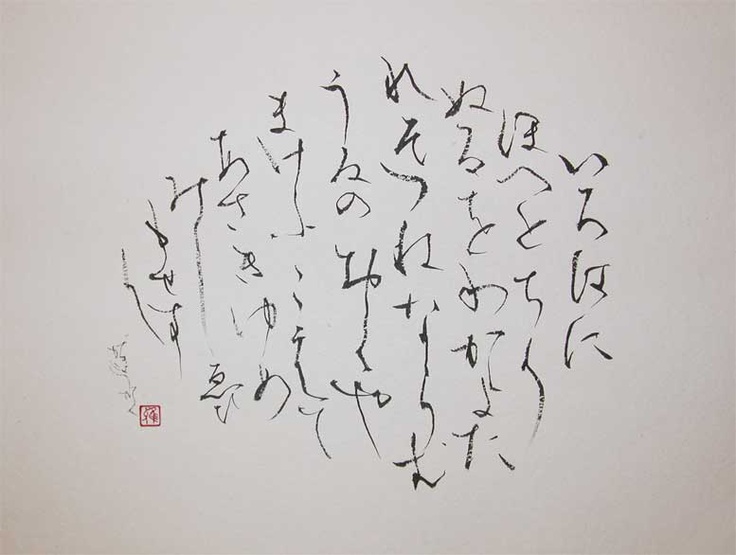 いろはに
ほへとちり
ぬるをわかよた
れそつねならむ
うゐのおくや
まけふこえて
あさきゆめ
みしゑひ
もせす